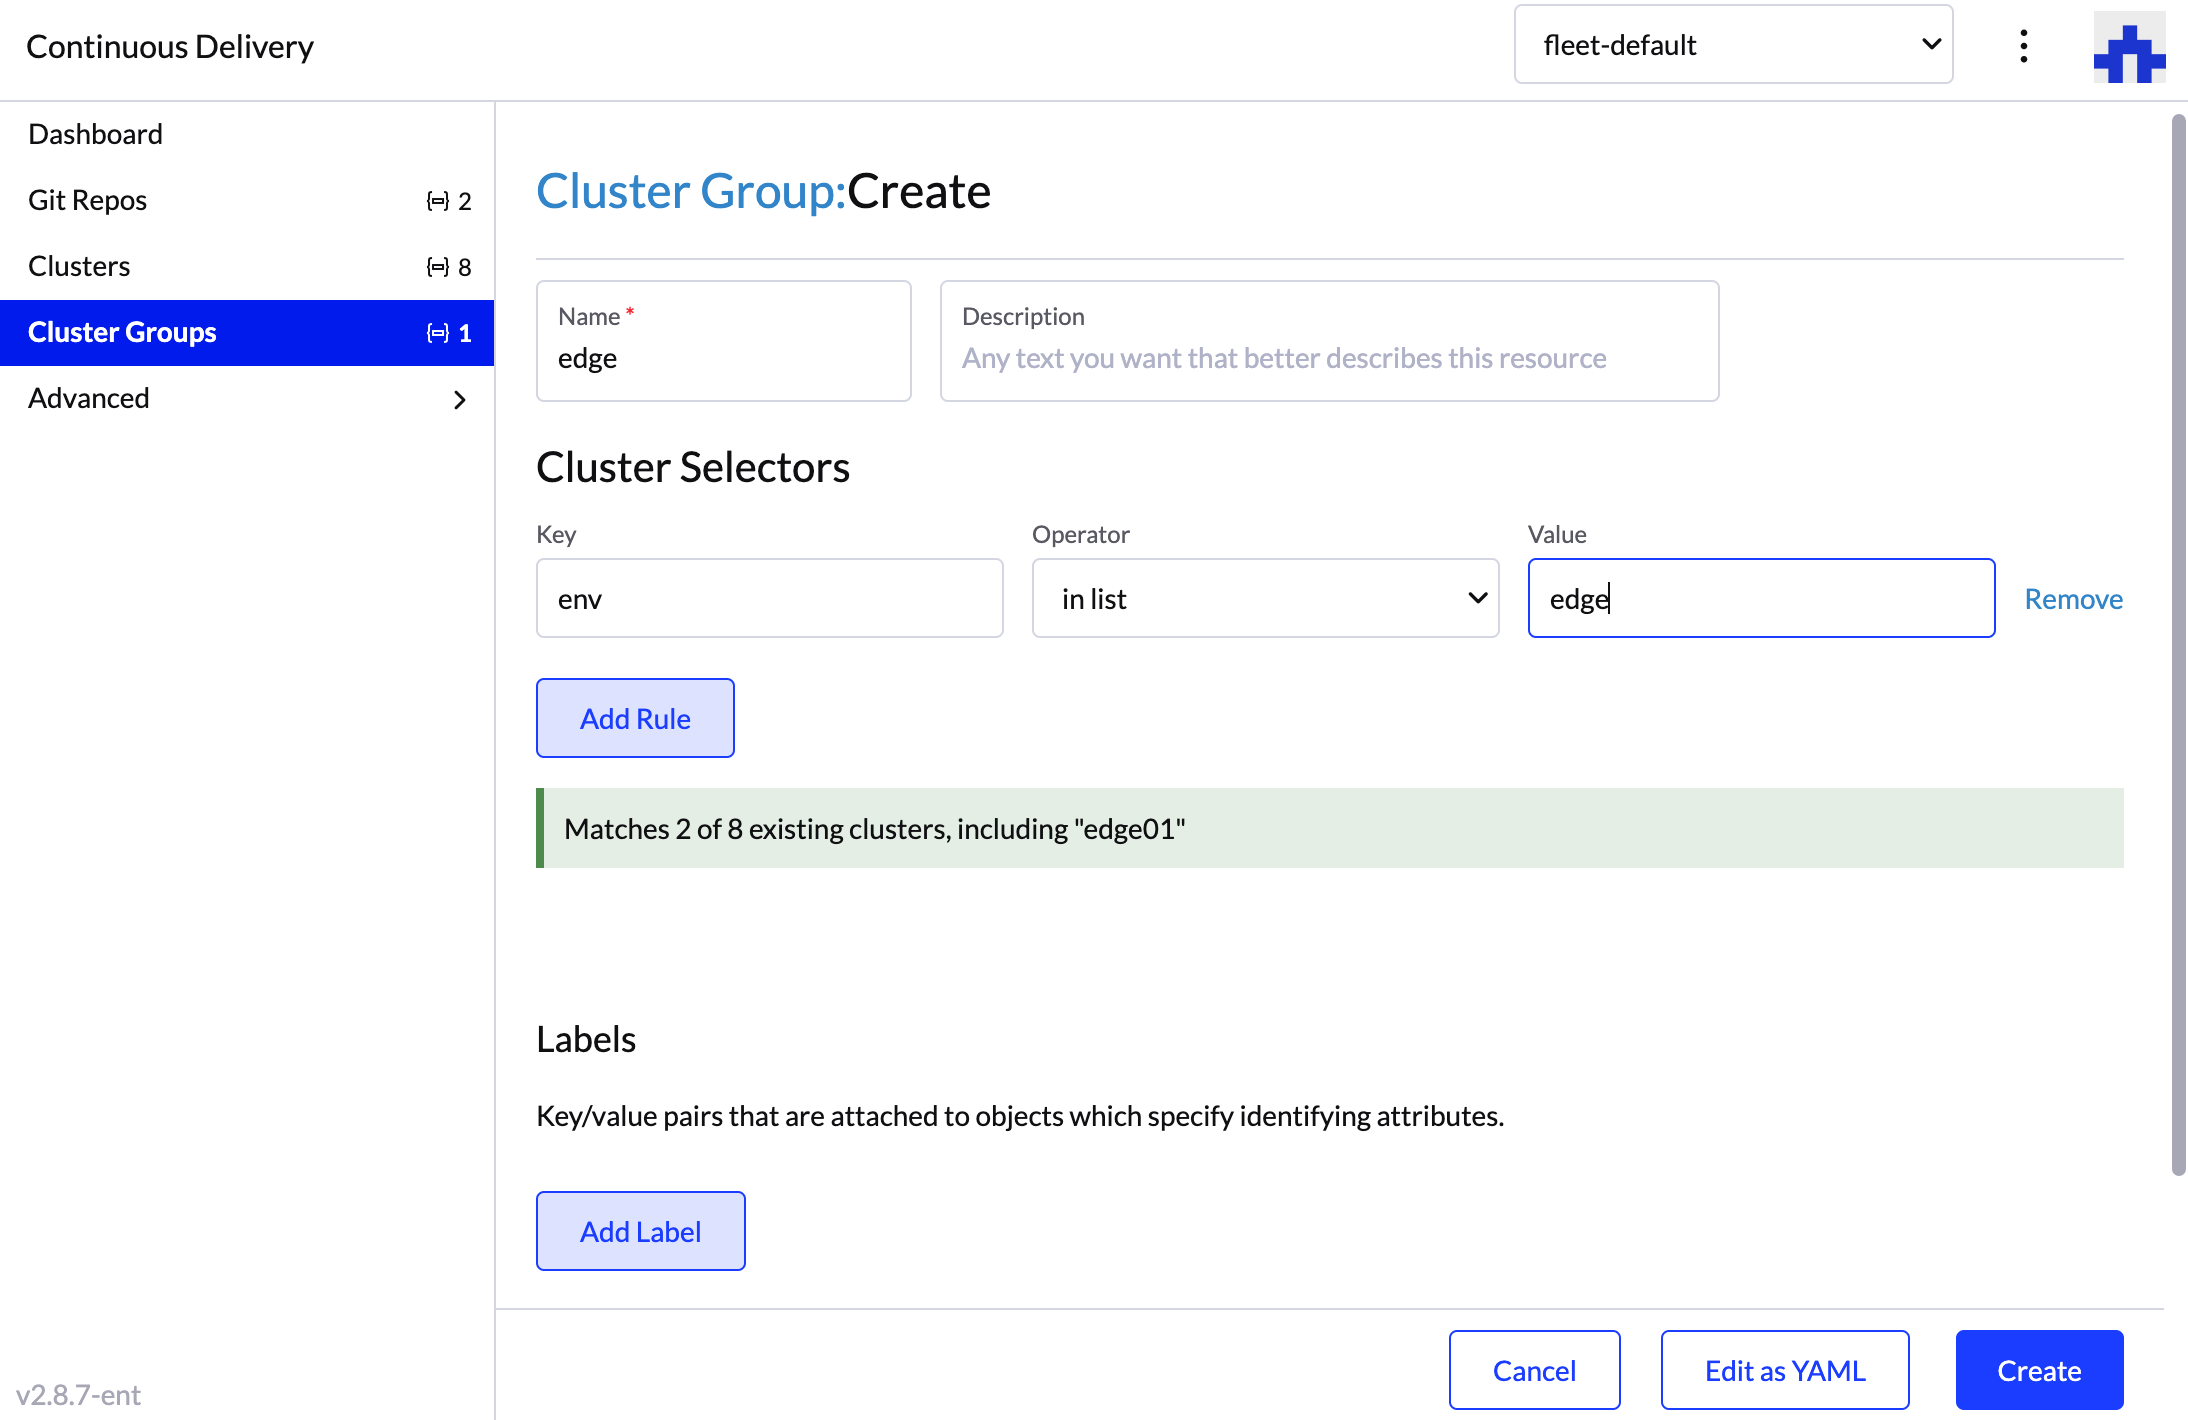 Continuous Delivery
fleet-default
Dashboard
Git Repos 2
Clusters 8
Cluster Groups 1
Advanced
v2.8.7-ent
Cluster Group:Create
Name *
edge
Description
Any text you want that better describes this resource
Cluster Selectors
Key Operator Value
env in list edge Remove
Add Rule
Matches 2 of 8 existing clusters, including "edge01"
Labels
Key/value pairs that are attached to objects which specify identifying attributes.
Add Label
Cancel Edit as YAML Create